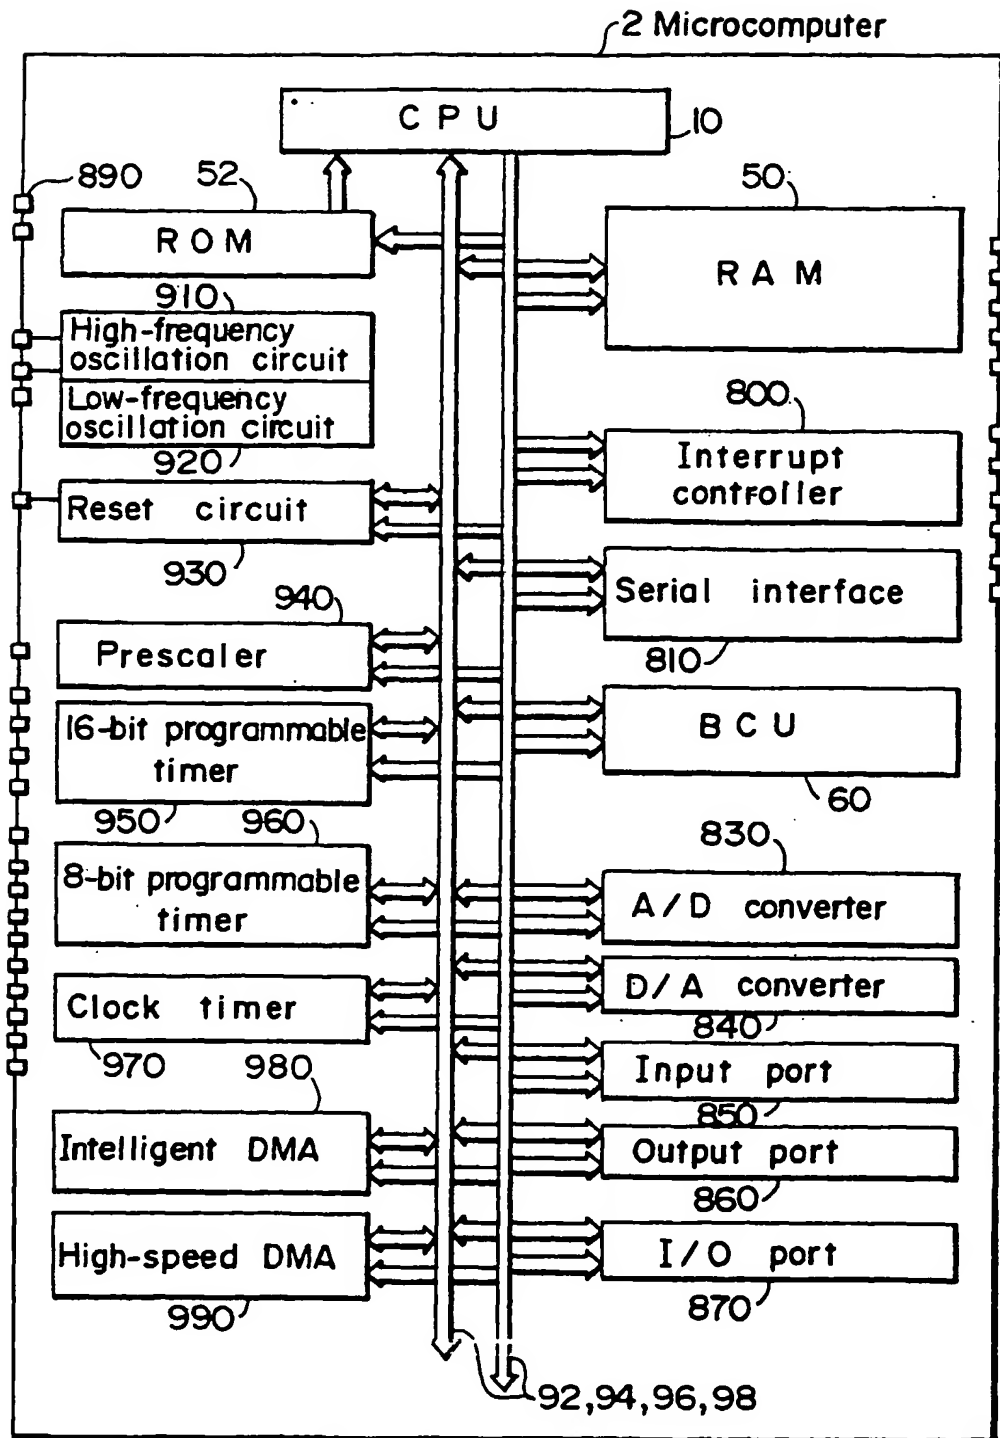 2 Microcomputer
CPU
10
890
52
50
ROM
RAM
910
High-frequency
oscillation circuit
Low-frequency
oscillation circuit
920
800
Interrupt
controller
Reset circuit
930
Serial interface
810
940
Prescaler
BCU
60
16-bit programmable
timer
950
960
8-bit programmable
timer
830
A/D converter
D/A converter
840
Clock timer
970
Input port
850
980
Intelligent DMA
Output port
860
High-speed DMA
990
I/O port
870
92,94,96,98